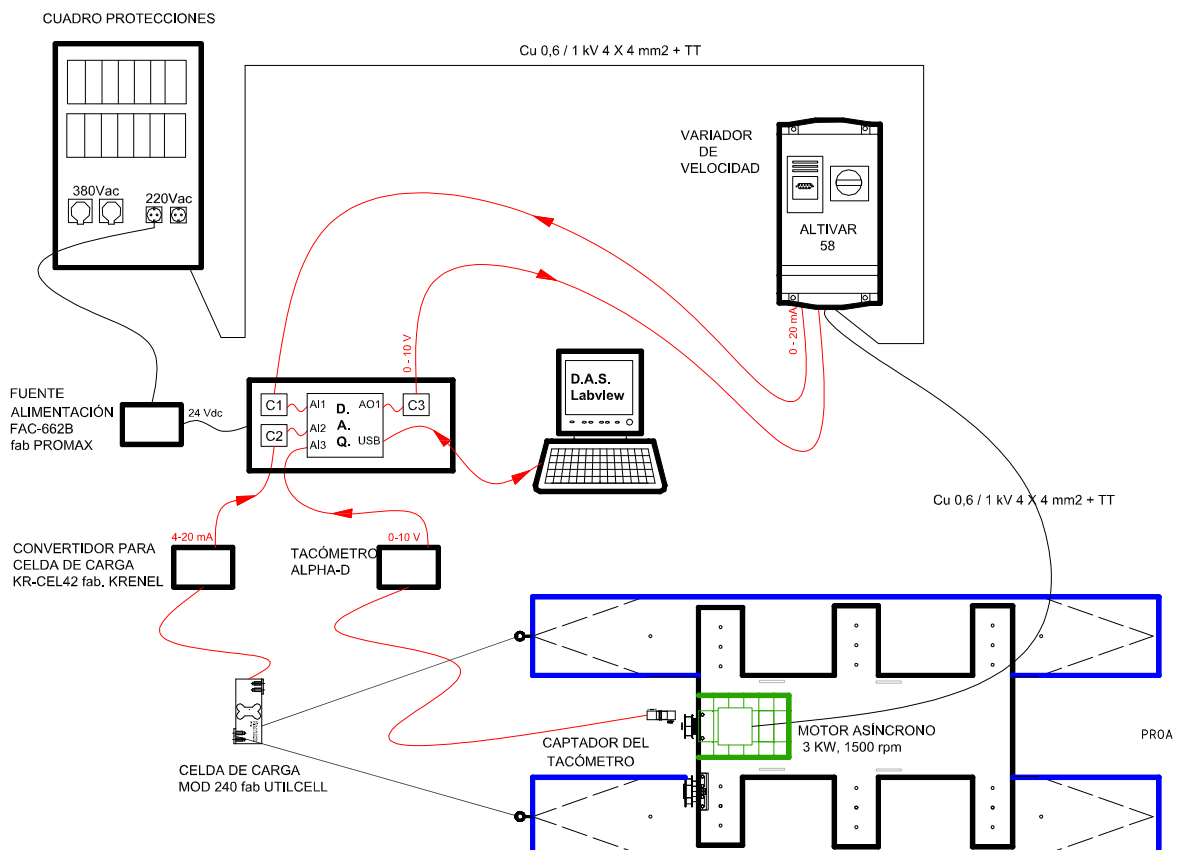 CUADRO PROTECCIONES
Cu 0,6 / 1 kV 4 X 4 mm2 + TT
380Vac
220Vac
VARIADOR
DE
VELOCIDAD
ALTIVAR
58
0 - 20 mA
0 - 10 V
FUENTE
ALIMENTACIÓN
FAC-662B
fab PROMAX
24 Vdc
C1
AI1
D.
AO1
C3
C2
AI2
A.
AI3
Q.
USB
D.A.S.
Labview
Cu 0,6 / 1 kV 4 X 4 mm2 + TT
4-20 mA
CONVERTIDOR PARA
CELDA DE CARGA
KR-CEL42 fab. KRENEL
0-10 V
TACÓMETRO
ALPHA-D
CELDA DE CARGA
MOD 240 fab UTILCELL
CAPTADOR DEL
TACÓMETRO
MOTOR ASÍNCRONO
3 KW, 1500 rpm
PROA